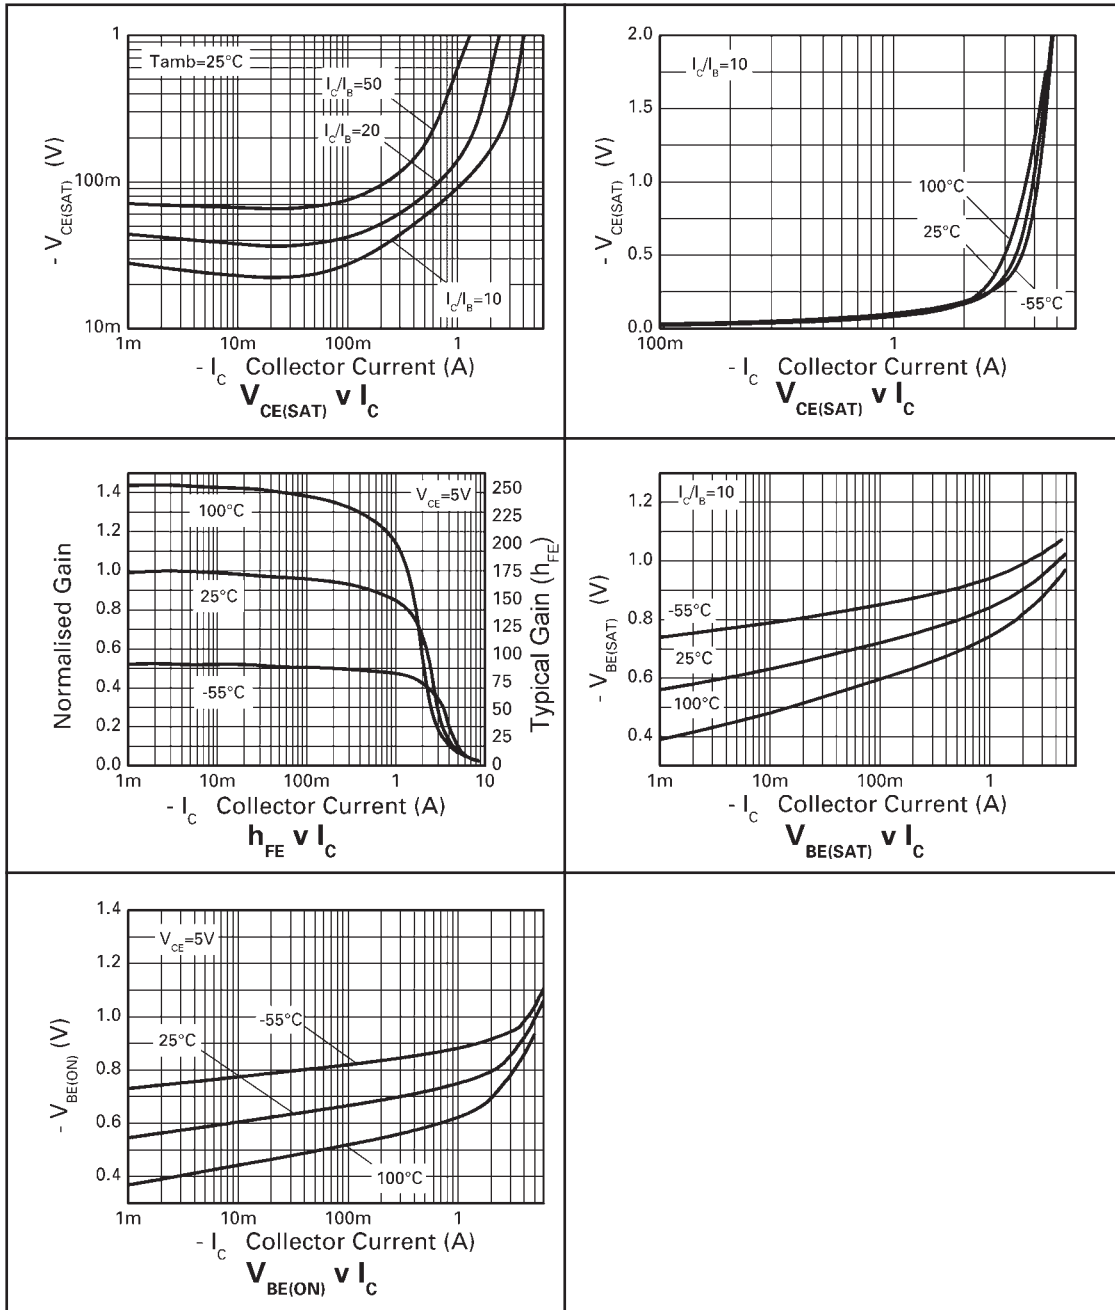 1
100m
10m
- V_CE(SAT) (V)
Tamb=25°C
I_C/I_B=50
I_C/I_B=20
I_C/I_B=10
1m 10m 100m 1
- I_C Collector Current (A)
V_CE(SAT) v I_C
2.0
1.5
1.0
0.5
0.0
- V_CE(SAT) (V)
I_C/I_B=10
100°C
25°C
-55°C
100m 1
- I_C Collector Current (A)
V_CE(SAT) v I_C
1.4
1.2
1.0
0.8
0.6
0.4
0.2
0.0
Normalised Gain
V_CE=5V
100°C
25°C
-55°C
250
225
200
175
150
125
100
75
50
25
0
Typical Gain (h_FE)
1m 10m 100m 1 10
- I_C Collector Current (A)
h_FE v I_C
1.2
1.0
0.8
0.6
0.4
- V_BE(SAT) (V)
I_C/I_B=10
-55°C
25°C
100°C
1m 10m 100m 1
- I_C Collector Current (A)
V_BE(SAT) v I_C
1.4
1.2
1.0
0.8
0.6
0.4
- V_BE(ON) (V)
V_CE=5V
-55°C
25°C
100°C
1m 10m 100m 1
- I_C Collector Current (A)
V_BE(ON) v I_C